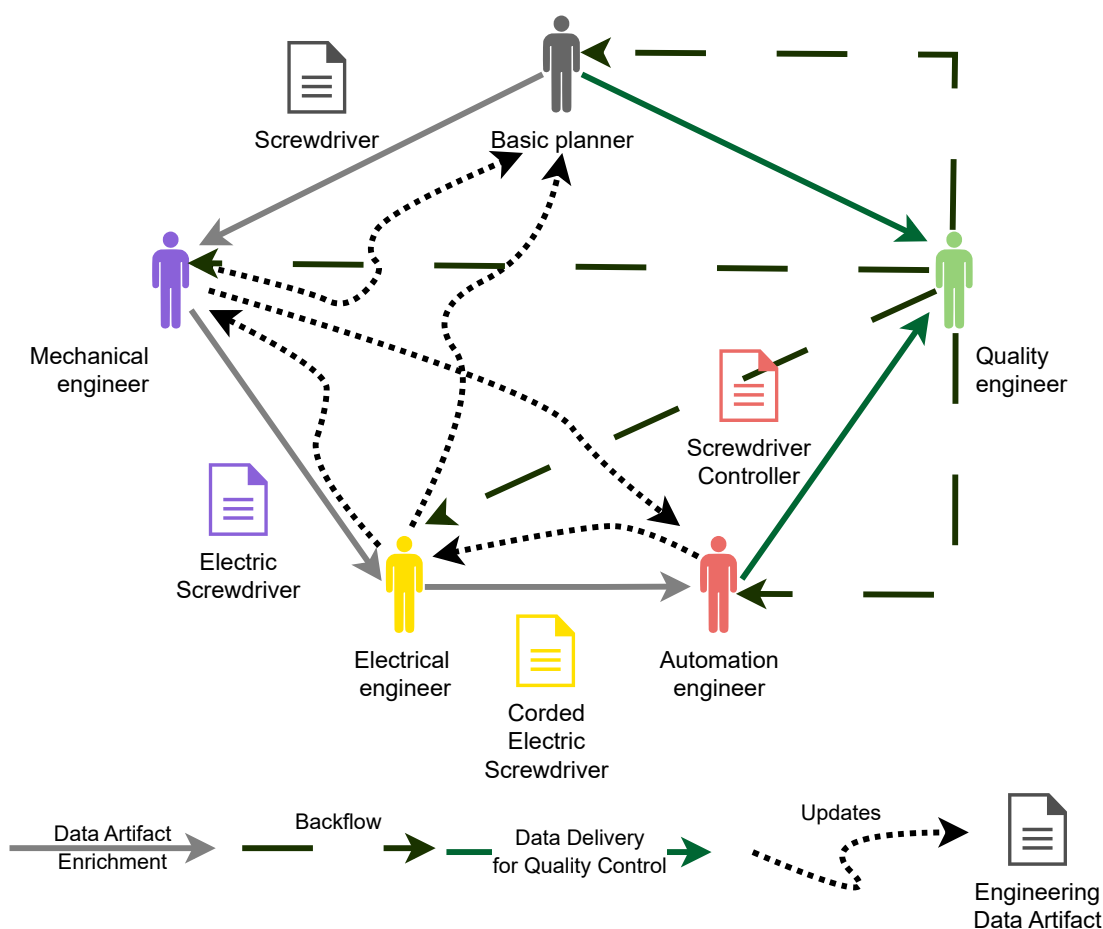 Screwdriver
Basic planner
Mechanical
engineer
Quality
engineer
Screwdriver
Controller
Electric
Screwdriver
Electrical
engineer
Automation
engineer
Corded
Electric
Screwdriver
Data Artifact
Enrichment
Backflow
Data Delivery
for Quality Control
Updates
Engineering
Data Artifact